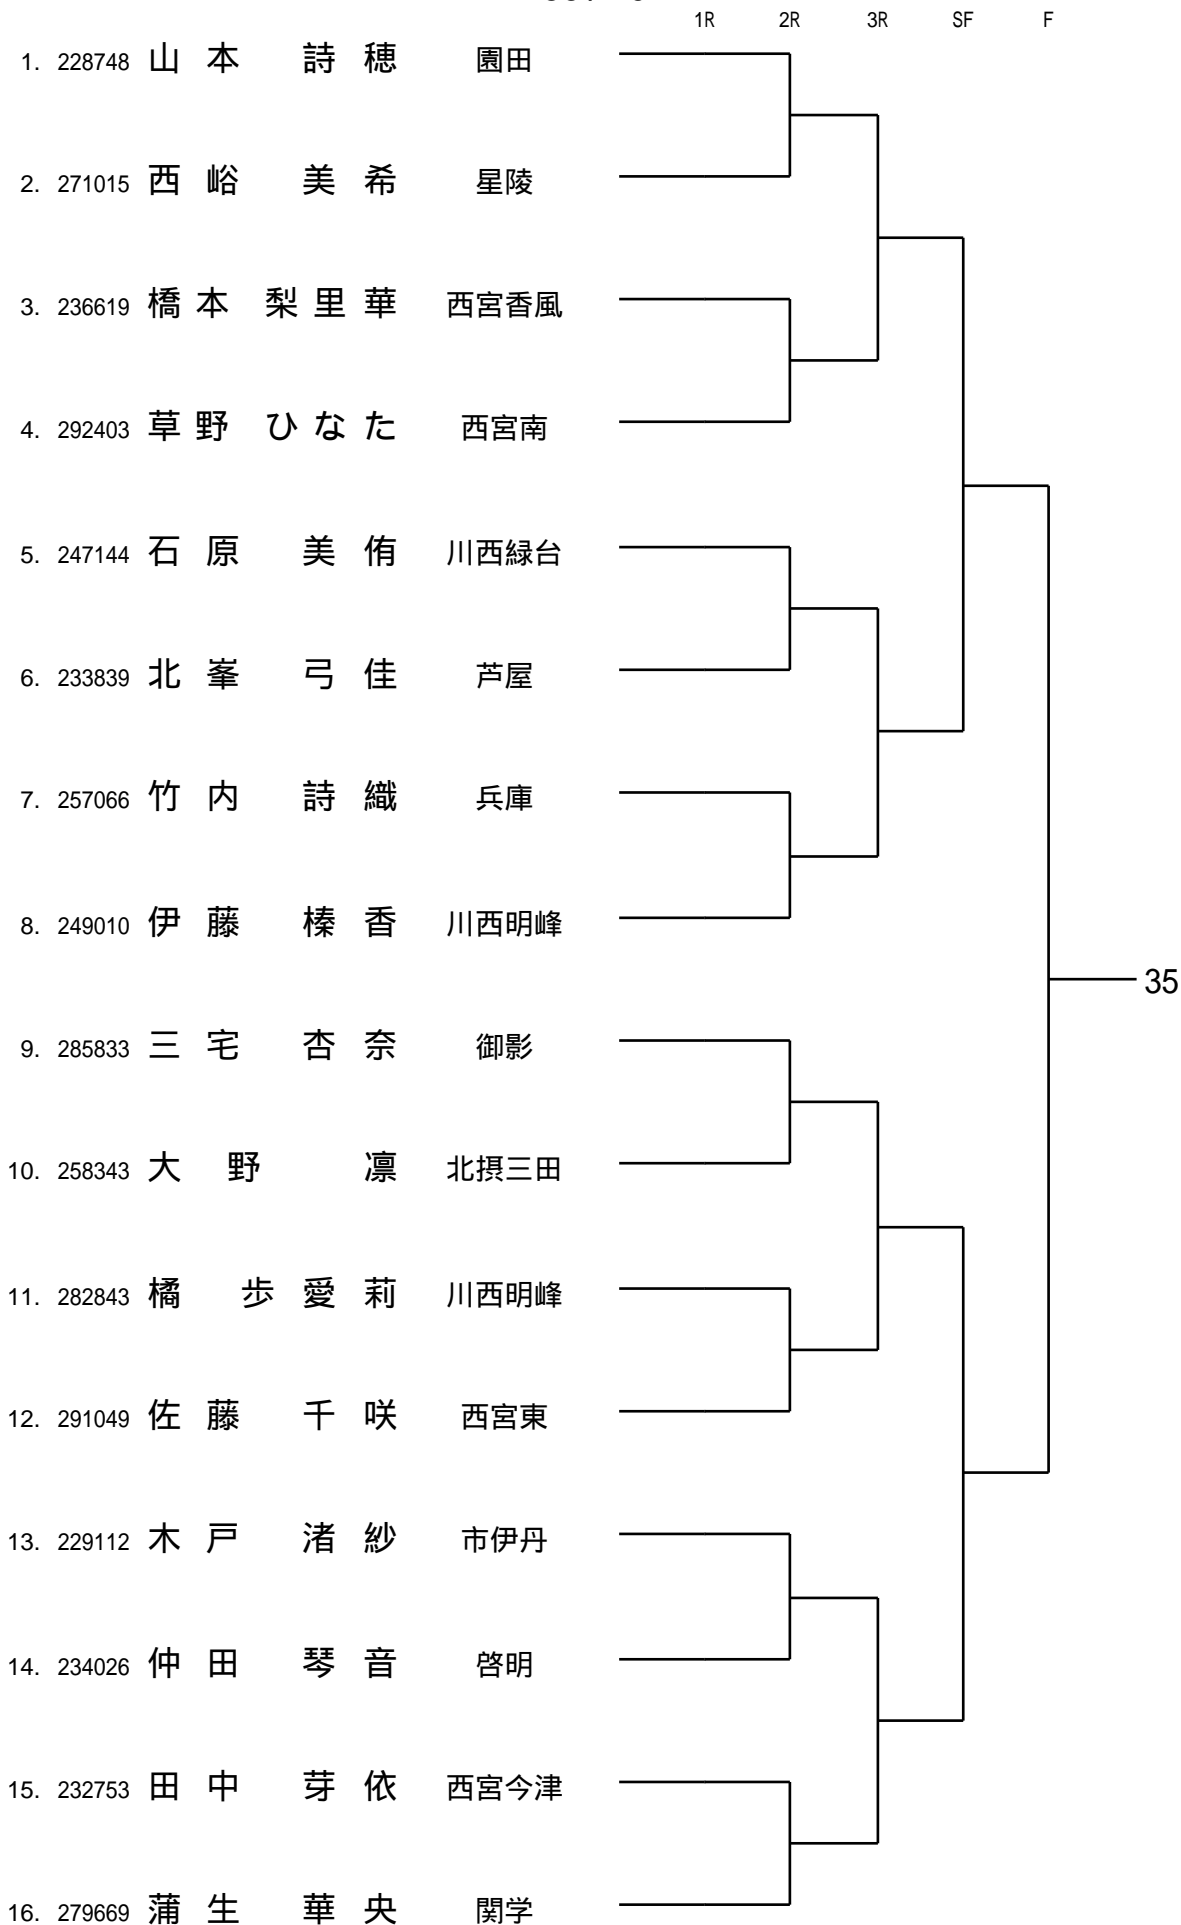 1R 2R 3R SF F
1. 228748 山本 詩穂 園田
2. 271015 西峪 美希 星陵
3. 236619 橋本 梨里華 西宮香風
4. 292403 草野 ひなた 西宮南
5. 247144 石原 美侑 川西緑台
6. 233839 北峯 弓佳 芦屋
7. 257066 竹内 詩織 兵庫
8. 249010 伊藤 榛香 川西明峰
35
9. 285833 三宅 杏奈 御影
10. 258343 大野 凛 北摂三田
11. 282843 橘 歩愛莉 川西明峰
12. 291049 佐藤 千咲 西宮東
13. 229112 木戸 渚紗 市伊丹
14. 234026 仲田 琴音 啓明
15. 232753 田中 芽依 西宮今津
16. 279669 蒲生 華央 関学